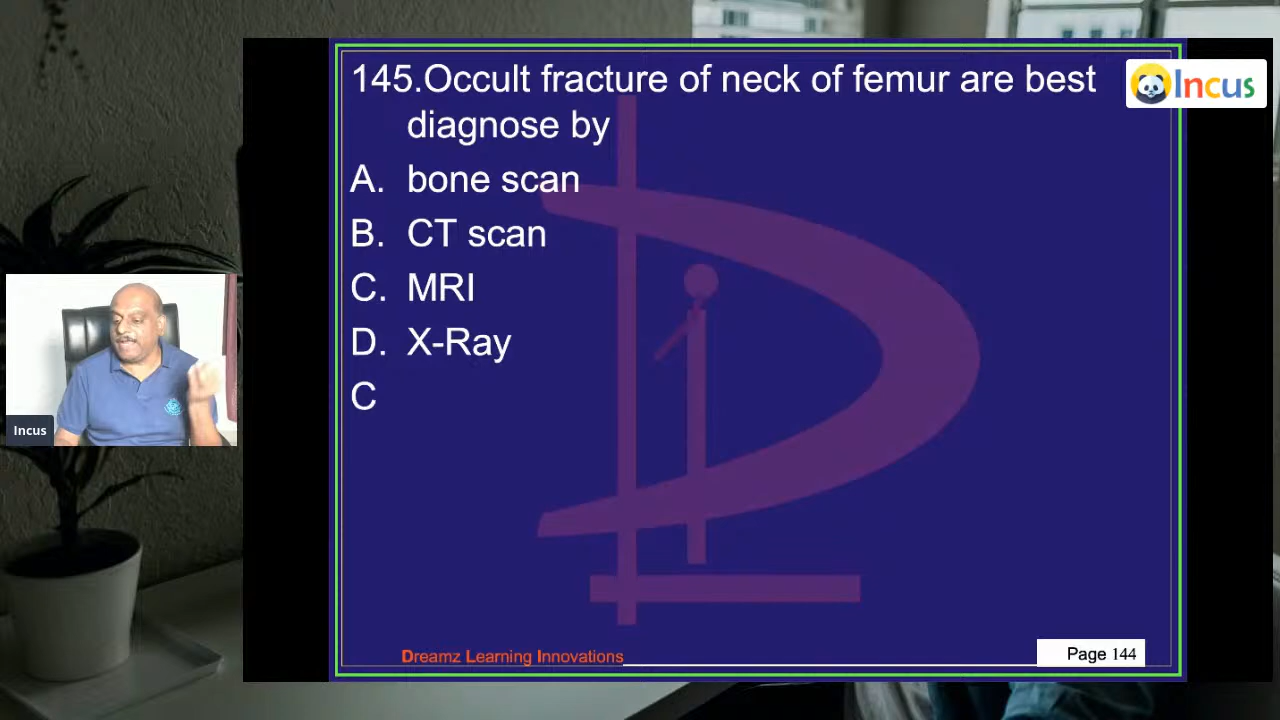 145.Occult fracture of neck of femur are best
diagnose by
A. bone scan
B. CT scan
C. MRI
D. X-Ray
C
Incus
Incus
Dreamz Learning Innovations
Page 144